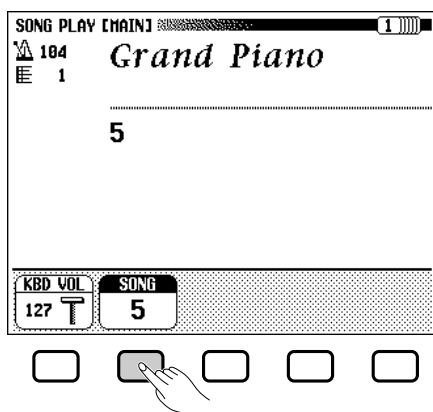 SONG PLAY [MAIN] 1
104
1
Grand Piano
5
KBD VOL
127
SONG
5